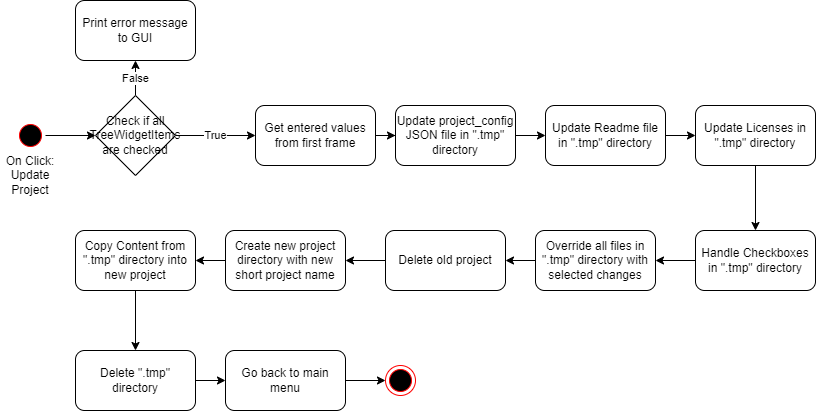 Print error message
to GUI
False
Check if all
TreeWidgetItems
are checked
True
On Click:
Update
Project
Get entered values
from first frame
Update project_config
JSON file in ".tmp"
directory
Update Readme file
in ".tmp" directory
Update Licenses in
".tmp" directory
Copy Content from
".tmp" directory into
new project
Create new project
directory with new
short project name
Delete old project
Override all files in
".tmp" directory with
selected changes
Handle Checkboxes
in ".tmp" directory
Delete ".tmp"
directory
Go back to main
menu